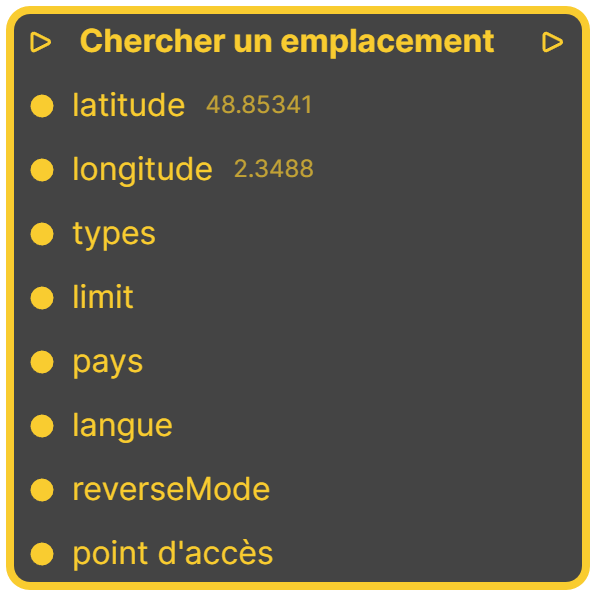 Chercher un emplacement
latitude 48.85341
longitude 2.3488
types
limit
pays
langue
reverseMode
point d'accès